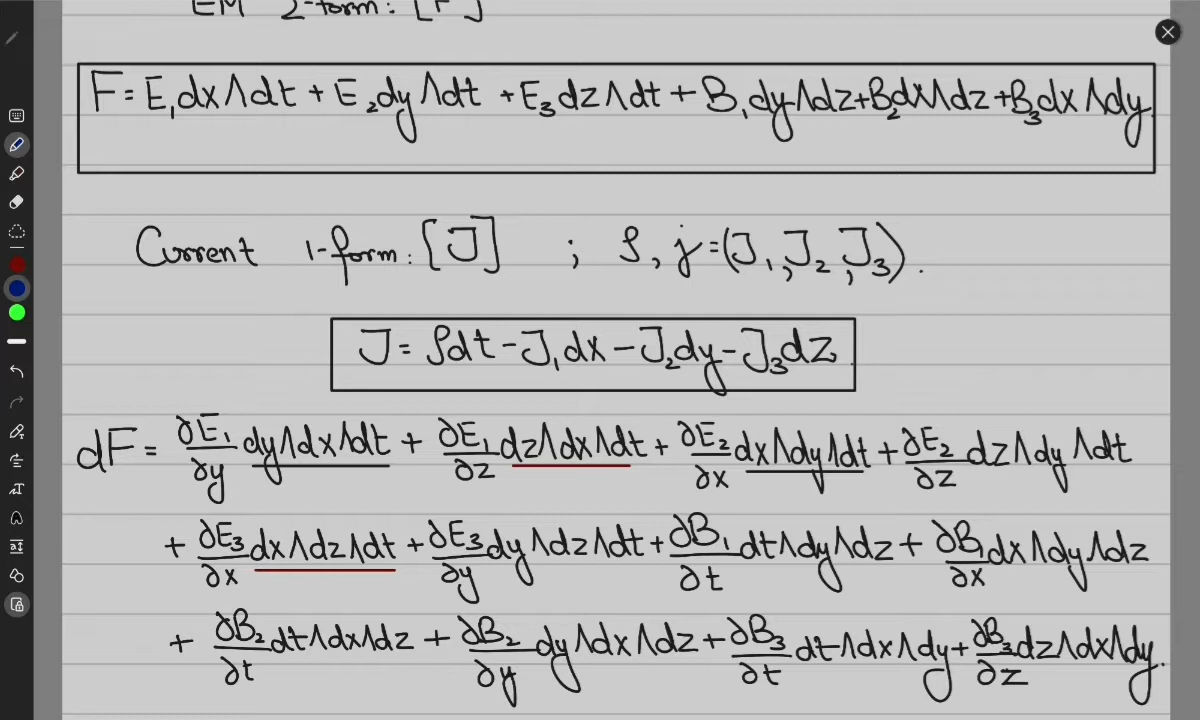 EM 2-form: [F]
F = E₁dx∧dt + E₂dy∧dt + E₃dz∧dt + B₁dy∧dz + B₂dx∧dz + B₃dx∧dy.
Current 1-form: [J] ; ρ, j = (J₁, J₂, J₃).
J = ρdt - J₁dx - J₂dy - J₃dz.
dF = ∂E₁/∂y dy∧dx∧dt + ∂E₁/∂z dz∧dx∧dt + ∂E₂/∂x dx∧dy∧dt + ∂E₂/∂z dz∧dy∧dt
+ ∂E₃/∂x dx∧dz∧dt + ∂E₃/∂y dy∧dz∧dt + ∂B₁/∂t dt∧dy∧dz + ∂B₁/∂x dx∧dy∧dz
+ ∂B₂/∂t dt∧dx∧dz + ∂B₂/∂y dy∧dx∧dz + ∂B₃/∂t dt∧dx∧dy + ∂B₃/∂z dz∧dx∧dy.